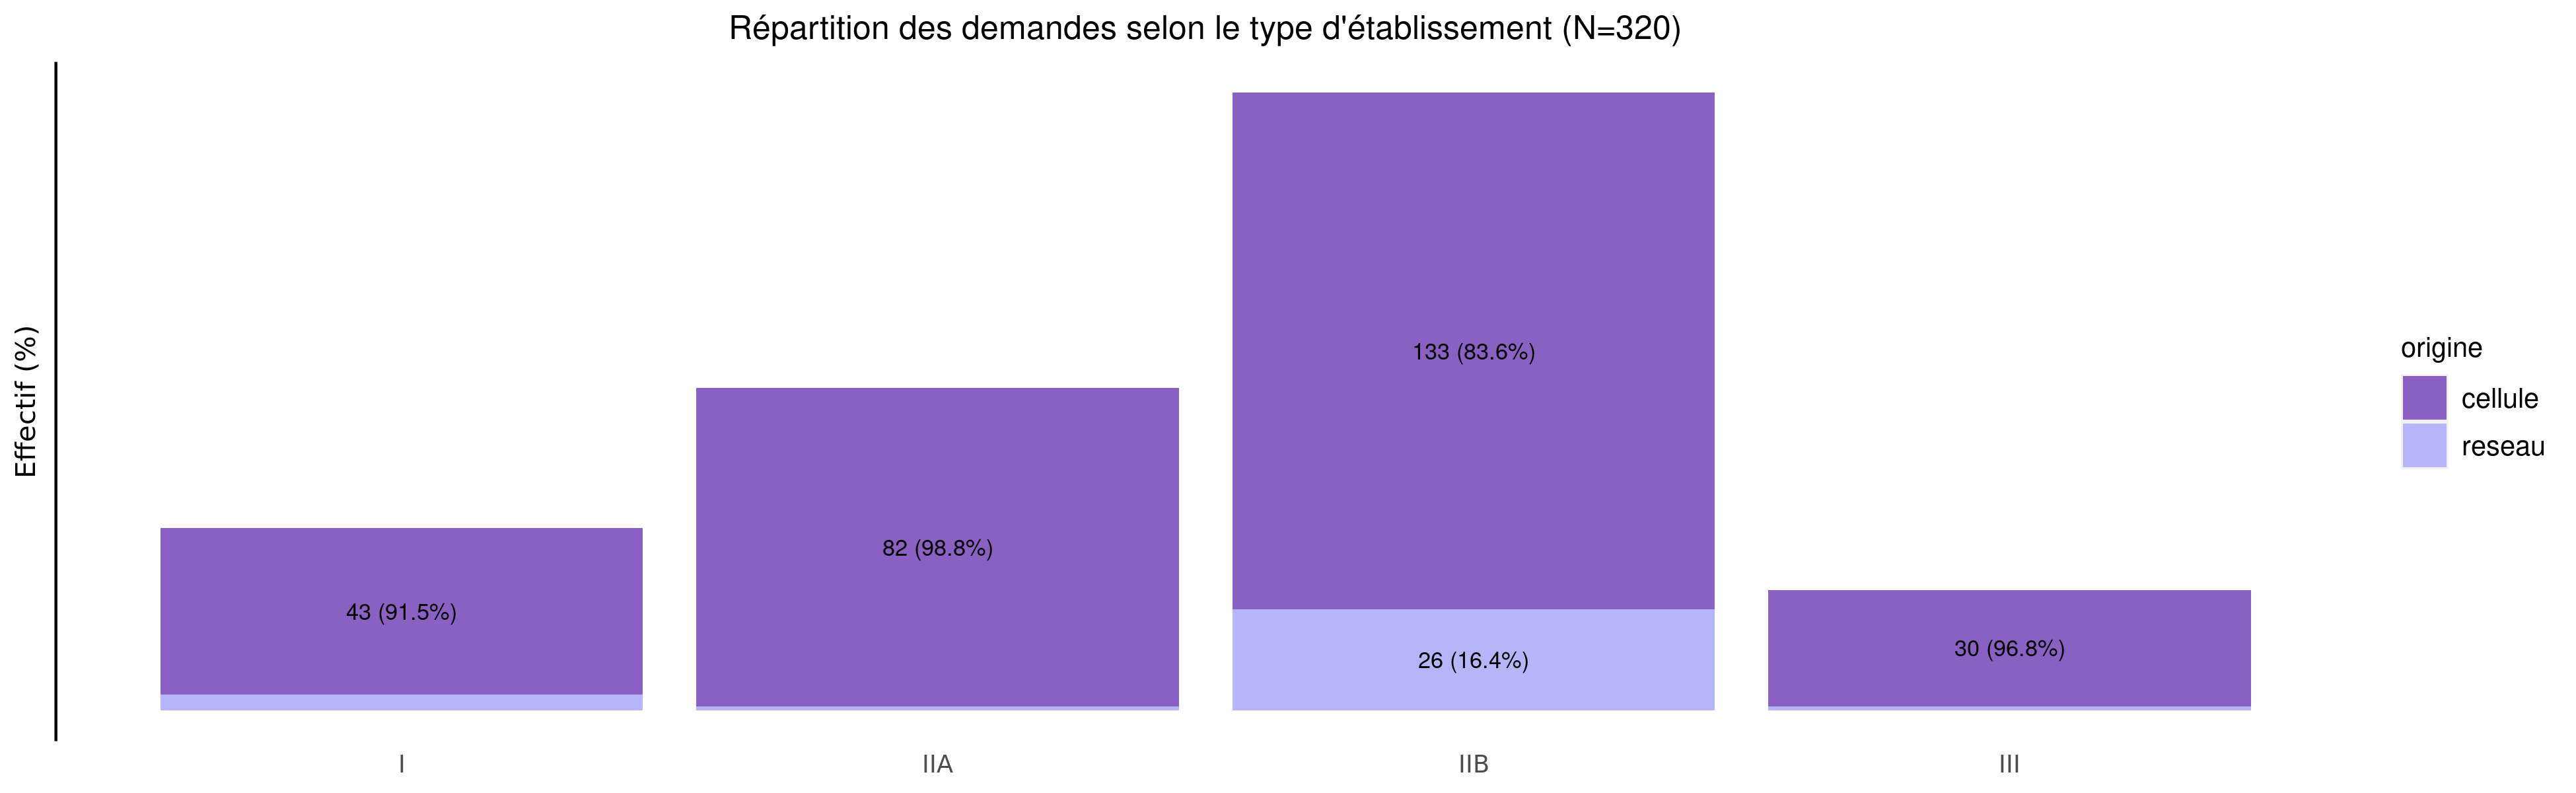 Répartition des demandes selon le type d'établissement (N=320)
Effectif (%)
133 (83.6%)
82 (98.8%)
43 (91.5%)
26 (16.4%)
30 (96.8%)
origine
cellule
reseau
I
IIA
IIB
III